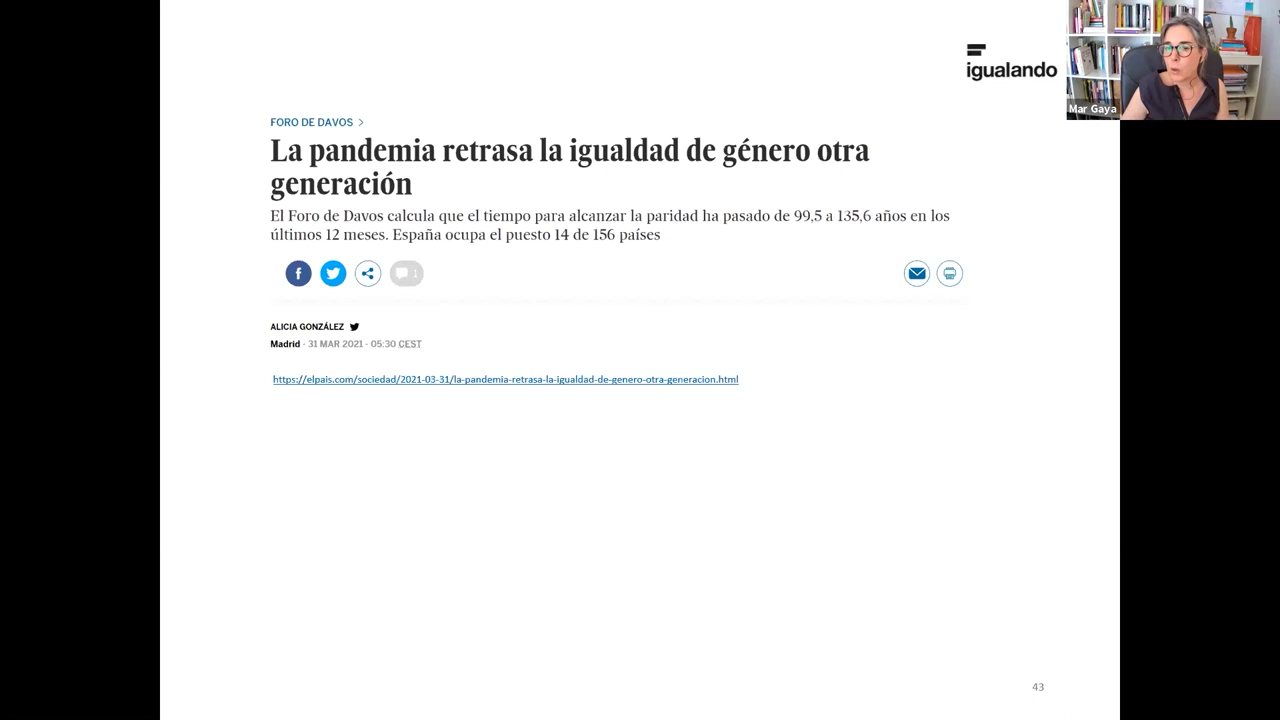 igualando
Mar Gaya
FORO DE DAVOS >
La pandemia retrasa la igualdad de género otra
generación
El Foro de Davos calcula que el tiempo para alcanzar la paridad ha pasado de 99,5 a 135,6 años en los
últimos 12 meses. España ocupa el puesto 14 de 156 países
f
1
ALICIA GONZÁLEZ
Madrid - 31 MAR 2021 - 05:30 CEST
https://elpais.com/sociedad/2021-03-31/la-pandemia-retrasa-la-igualdad-de-genero-otra-generacion.html
43